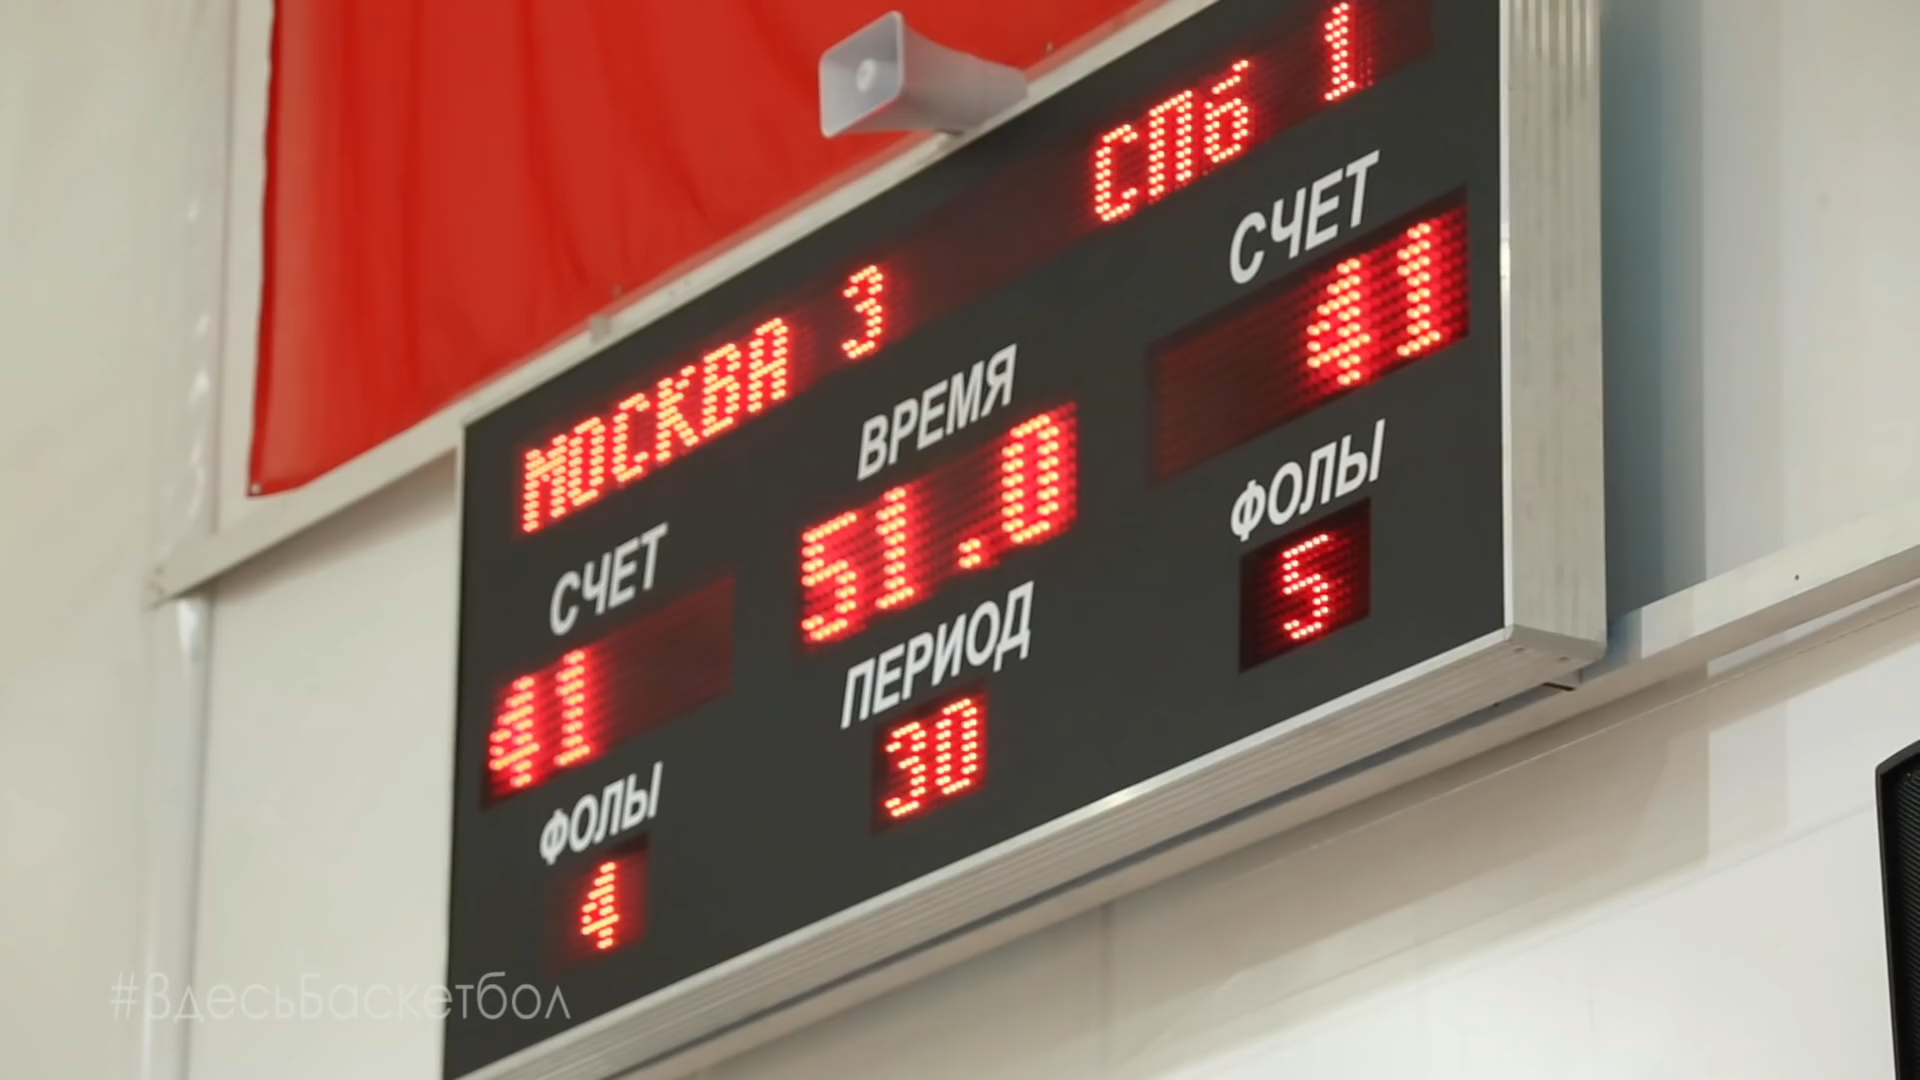 МОСКВА 3
СПб 1
СЧЕТ
ВРЕМЯ
СЧЕТ
41
51.0
41
ФОЛЫ
ПЕРИОД
ФОЛЫ
4
30
5
#ЗдесьБаскетбол